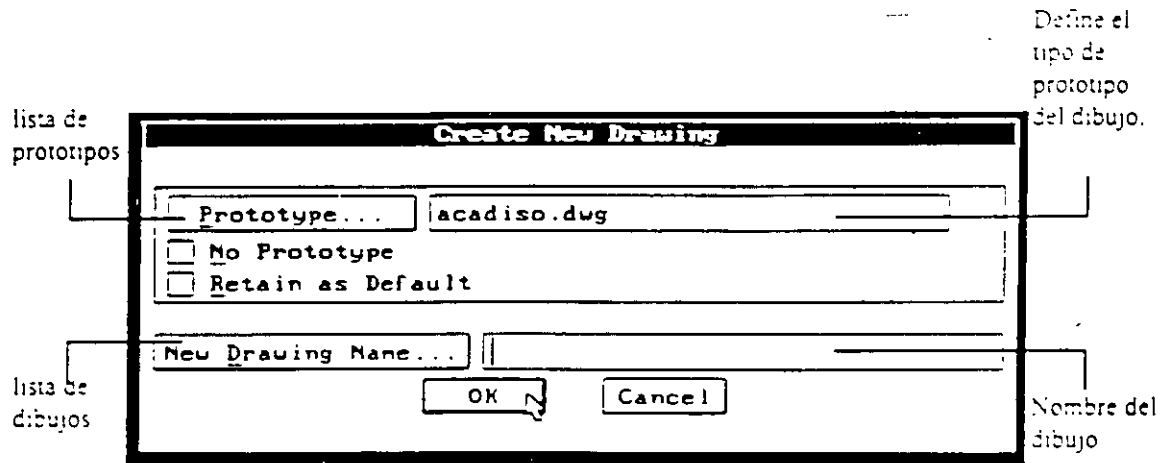 Define el
tipo de
prototipo
del dibujo.
lista de
prototipos
Create New Drawing
Prototype...
acadiso.dwg
No Prototype
Retain as Default
New Drawing Name...
OK
Cancel
lista de
dibujos
Nombre del
dibujo